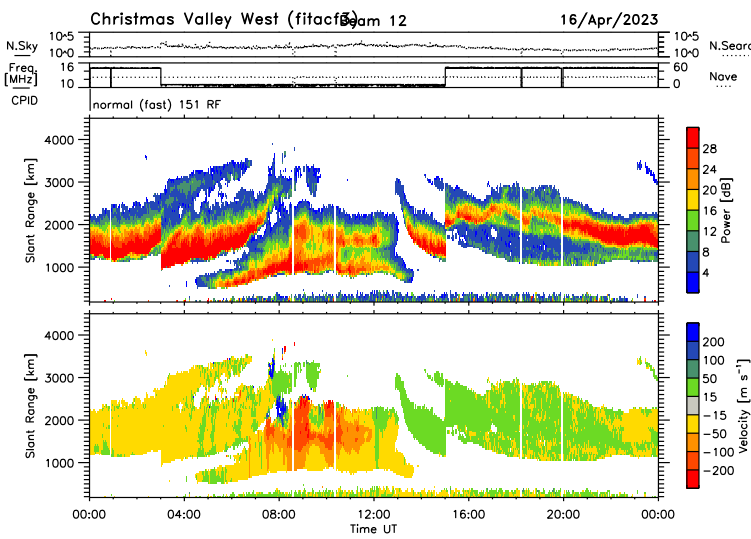 Christmas Valley West (fitacf3)
Beam 12
16/Apr/2023
N.Sky
10^5
10^0
10^5
10^0
N.Sear
Freq.
[MHz]
16
10
60
0
Nave
CPID
normal (fast) 151 RF
Slant Range [km]
4000
3000
2000
1000
28
24
20
16
12
8
4
Power [dB]
Slant Range [km]
4000
3000
2000
1000
200
100
50
15
-15
-50
-100
-200
Velocity [m s⁻¹]
00:00 04:00 08:00 12:00 16:00 20:00 00:00
Time UT